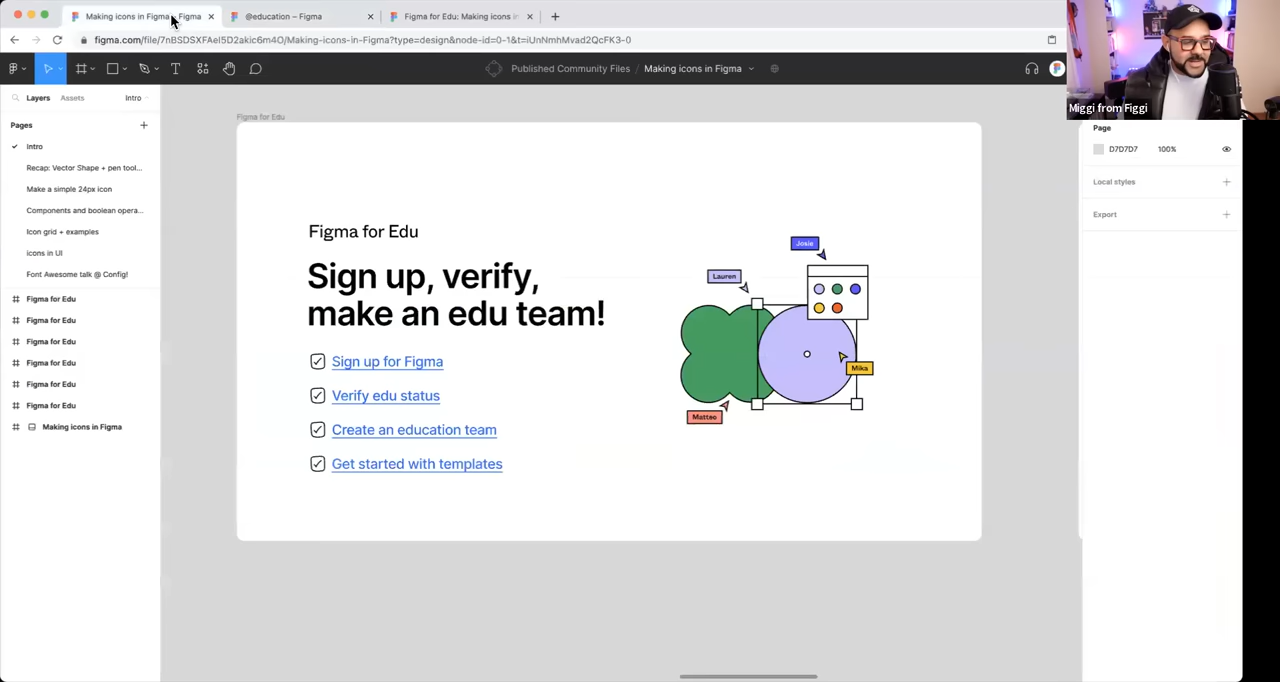 Making icons in Figma – Figma
@education – Figma
Figma for Edu: Making icons in
figma.com/file/7nBSDSXFAeI5D2akic6m4O/Making-icons-in-Figma?type=design&node-id=0-1&t=iUnNmhMvad2QcFK3-0
Published Community Files / Making icons in Figma
Miggi from Figgi
Layers Assets Intro
Pages
Intro
Recap: Vector Shape + pen tool...
Make a simple 24px icon
Components and boolean opera...
Icon grid + examples
icons in UI
Font Awesome talk @ Config!
Figma for Edu
Figma for Edu
Figma for Edu
Figma for Edu
Figma for Edu
Figma for Edu
Making icons in Figma
Figma for Edu
Figma for Edu
Sign up, verify,
make an edu team!
Sign up for Figma
Verify edu status
Create an education team
Get started with templates
Josie
Lauren
Mika
Matteo
Page
D7D7D7 100%
Local styles
Export